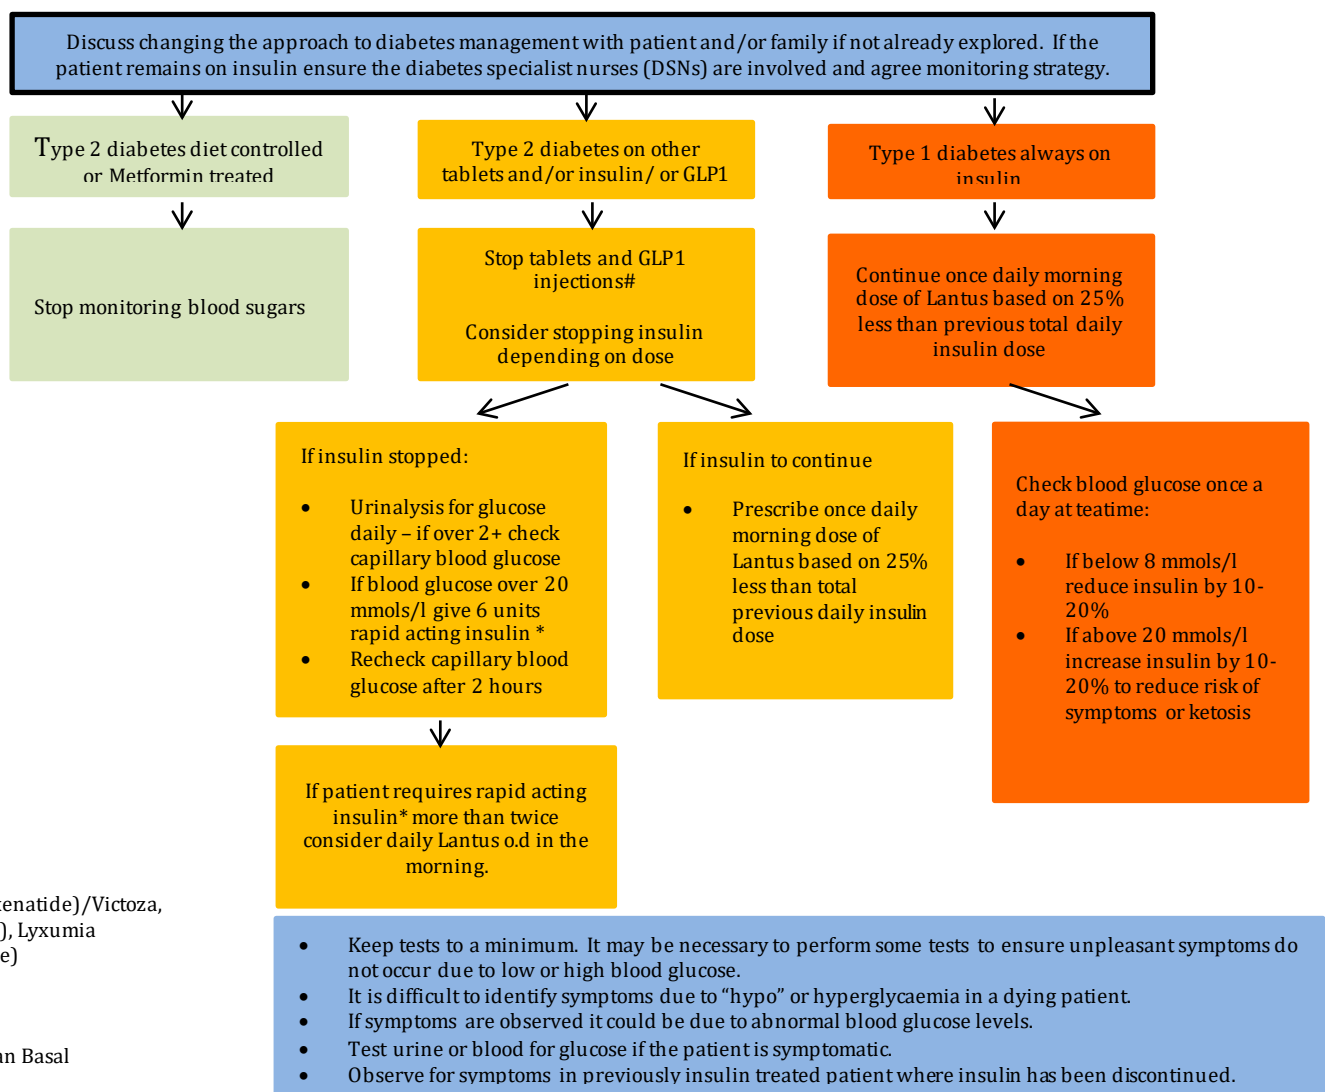 Discuss changing the approach to diabetes management with patient and/or family if not already explored. If the
patient remains on insulin ensure the diabetes specialist nurses (DSNs) are involved and agree monitoring strategy.
Type 2 diabetes diet controlled
or Metformin treated
Type 2 diabetes on other
tablets and/or insulin/ or GLP1
Type 1 diabetes always on
insulin
Stop monitoring blood sugars
Stop tablets and GLP1
injections#
Consider stopping insulin
depending on dose
Continue once daily morning
dose of Lantus based on 25%
less than previous total daily
insulin dose
If insulin stopped:
• Urinalysis for glucose
daily – if over 2+ check
capillary blood glucose
• If blood glucose over 20
mmols/l give 6 units
rapid acting insulin *
• Recheck capillary blood
glucose after 2 hours
If insulin to continue
• Prescribe once daily
morning dose of
Lantus based on 25%
less than total
previous daily insulin
dose
Check blood glucose once a
day at teatime:
• If below 8 mmols/l
reduce insulin by 10-
20%
• If above 20 mmols/l
increase insulin by 10-
20% to reduce risk of
symptoms or ketosis
If patient requires rapid acting
insulin* more than twice
consider daily Lantus o.d in the
morning.
enatide)/Victoza,
), Lyxumia
e)
an Basal
• Keep tests to a minimum. It may be necessary to perform some tests to ensure unpleasant symptoms do
not occur due to low or high blood glucose.
• It is difficult to identify symptoms due to “hypo” or hyperglycaemia in a dying patient.
• If symptoms are observed it could be due to abnormal blood glucose levels.
• Test urine or blood for glucose if the patient is symptomatic.
• Observe for symptoms in previously insulin treated patient where insulin has been discontinued.